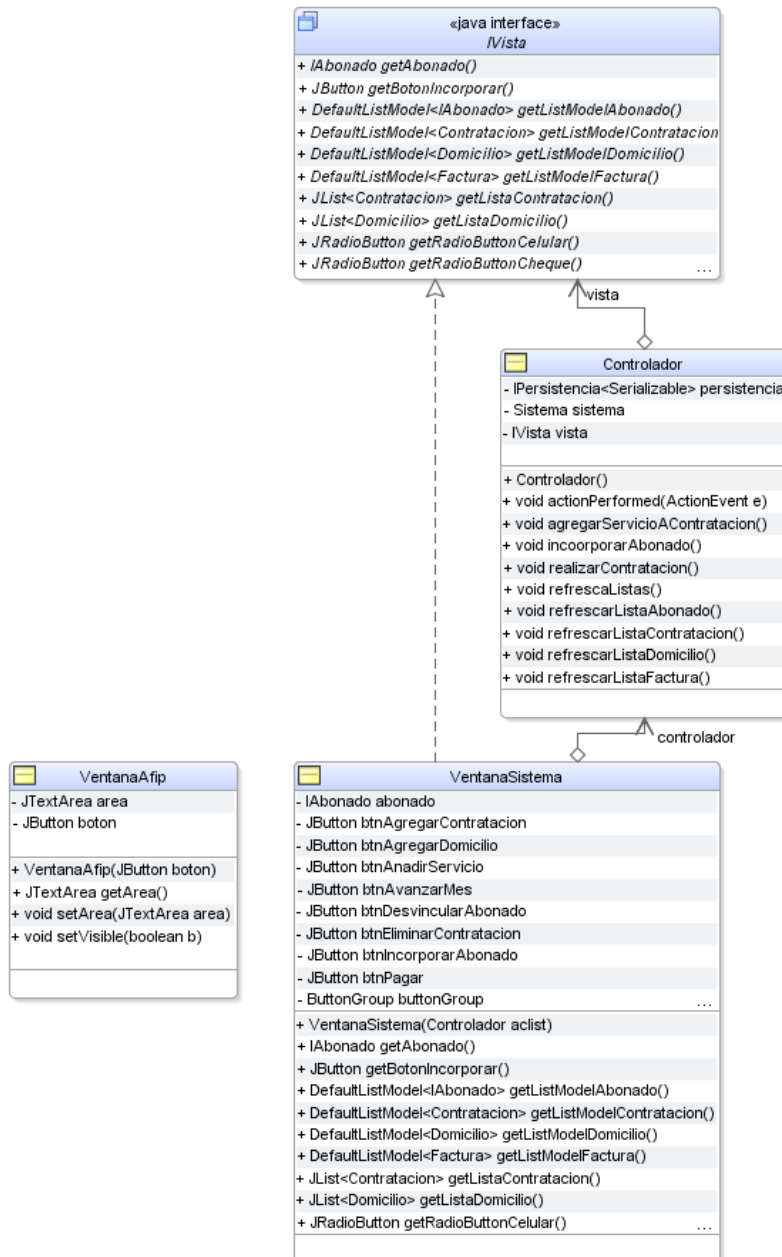 «java interface»
IVista
+ IAbonado getAbonado()
+ JButton getBotonIncorporar()
+ DefaultListModel<IAbonado> getListModelAbonado()
+ DefaultListModel<Contratacion> getListModelContratacion
+ DefaultListModel<Domicilio> getListModelDomicilio()
+ DefaultListModel<Factura> getListModelFactura()
+ JList<Contratacion> getListaContratacion()
+ JList<Domicilio> getListaDomicilio()
+ JRadioButton getRadioButtonCelular()
+ JRadioButton getRadioButtonCheque()
...
vista
Controlador
- IPersistencia<Serializable> persistencia
- Sistema sistema
- IVista vista
+ Controlador()
+ void actionPerformed(ActionEvent e)
+ void agregarServicioAContratacion()
+ void incoorporarAbonado()
+ void realizarContratacion()
+ void refrescaListas()
+ void refrescarListaAbonado()
+ void refrescarListaContratacion()
+ void refrescarListaDomicilio()
+ void refrescarListaFactura()
controlador
VentanaAfip
- JTextArea area
- JButton boton
+ VentanaAfip(JButton boton)
+ JTextArea getArea()
+ void setArea(JTextArea area)
+ void setVisible(boolean b)
VentanaSistema
- IAbonado abonado
- JButton btnAgregarContratacion
- JButton btnAgregarDomicilio
- JButton btnAnadirServicio
- JButton btnAvanzarMes
- JButton btnDesvincularAbonado
- JButton btnEliminarContratacion
- JButton btnIncorporarAbonado
- JButton btnPagar
- ButtonGroup buttonGroup
...
+ VentanaSistema(Controlador aclist)
+ IAbonado getAbonado()
+ JButton getBotonIncorporar()
+ DefaultListModel<IAbonado> getListModelAbonado()
+ DefaultListModel<Contratacion> getListModelContratacion()
+ DefaultListModel<Domicilio> getListModelDomicilio()
+ DefaultListModel<Factura> getListModelFactura()
+ JList<Contratacion> getListaContratacion()
+ JList<Domicilio> getListaDomicilio()
+ JRadioButton getRadioButtonCelular()
...